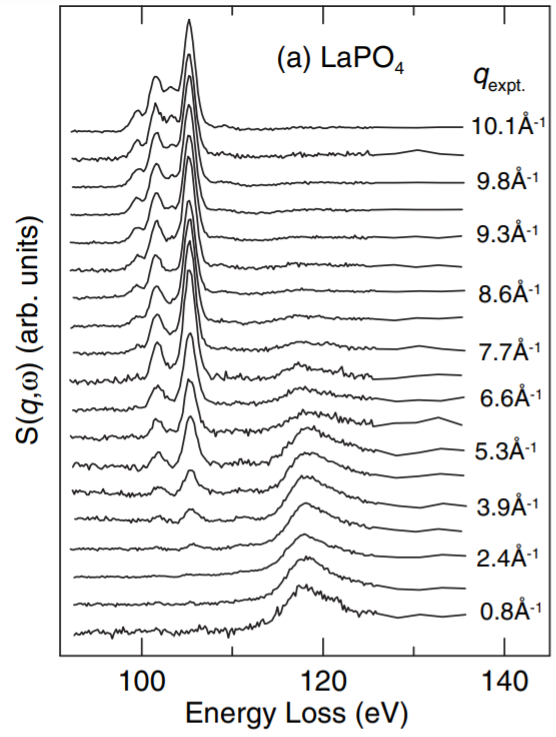 (a) LaPO₄
q_expt.
10.1Å⁻¹
9.8Å⁻¹
9.3Å⁻¹
8.6Å⁻¹
7.7Å⁻¹
6.6Å⁻¹
5.3Å⁻¹
3.9Å⁻¹
2.4Å⁻¹
0.8Å⁻¹
S(q,ω) (arb. units)
100 120 140
Energy Loss (eV)